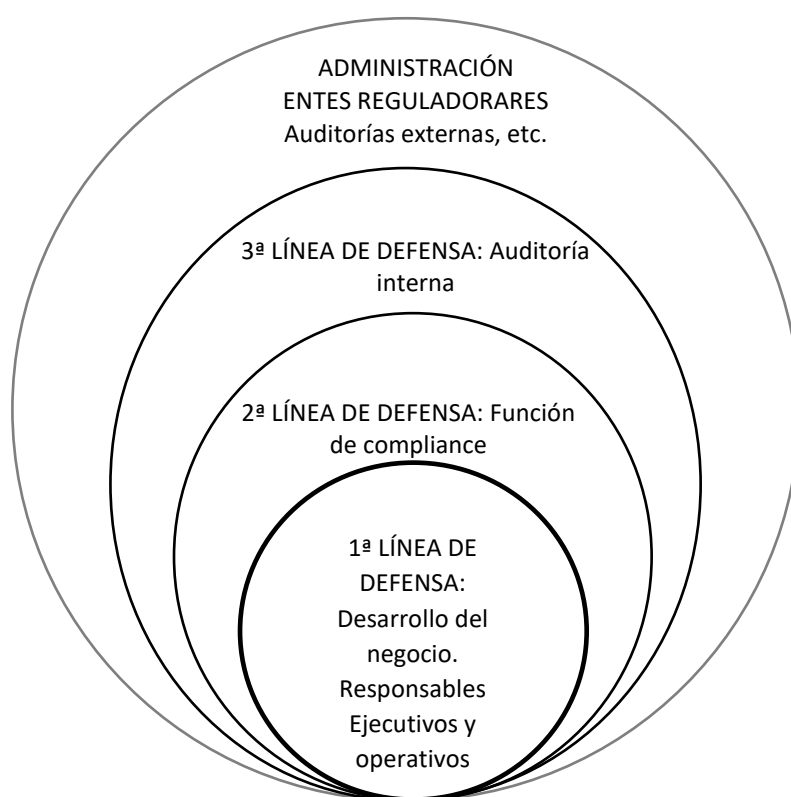 ADMINISTRACIÓN
ENTES REGULADORARES
Auditorías externas, etc.
3ª LÍNEA DE DEFENSA: Auditoría
interna
2ª LÍNEA DE DEFENSA: Función
de compliance
1ª LÍNEA DE
DEFENSA:
Desarrollo del
negocio.
Responsables
Ejecutivos y
operativos